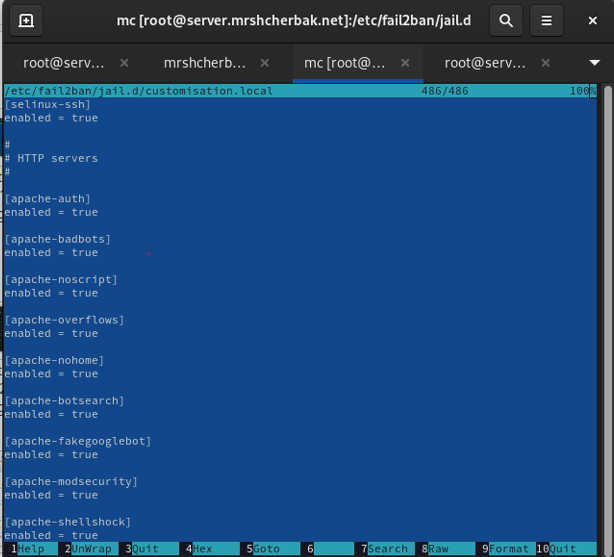 mc [root@server.mrshcherbak.net]:/etc/fail2ban/jail.d
root@serv...
mrshcherb...
mc [root@...
root@serv...
/etc/fail2ban/jail.d/customisation.local 486/486 100%
[selinux-ssh]
enabled = true
#
# HTTP servers
#
[apache-auth]
enabled = true
[apache-badbots]
enabled = true
[apache-noscript]
enabled = true
[apache-overflows]
enabled = true
[apache-nohome]
enabled = true
[apache-botsearch]
enabled = true
[apache-fakegooglebot]
enabled = true
[apache-modsecurity]
enabled = true
[apache-shellshock]
enabled = true
1Help 2UnWrap 3Quit 4Hex 5Goto 6 7Search 8Raw 9Format 10Quit